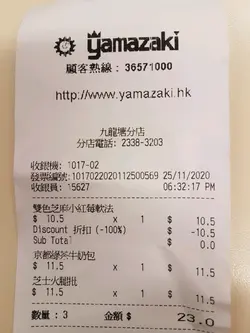 yamazaki
顧客熱線：36571000
http://www.yamazaki.hk
九龍塘分店
分店電話: 2338-3203
收銀機: 1017-02
發票編號: 1017022020112500569 25/11/2020
收銀員: 15627 06:32:17 PM
雙色芝麻小紅莓軟法
$ 10.5 x 1 $ 10.5
Discount 折扣 (-100%) $ -10.5
Sub Total $ 0.0
京都綠茶牛奶包
$ 11.5 x 1 $ 11.5
芝士火腿批
$ 11.5 x 1 $ 11.5
數量: 3 金額 $ 23.0